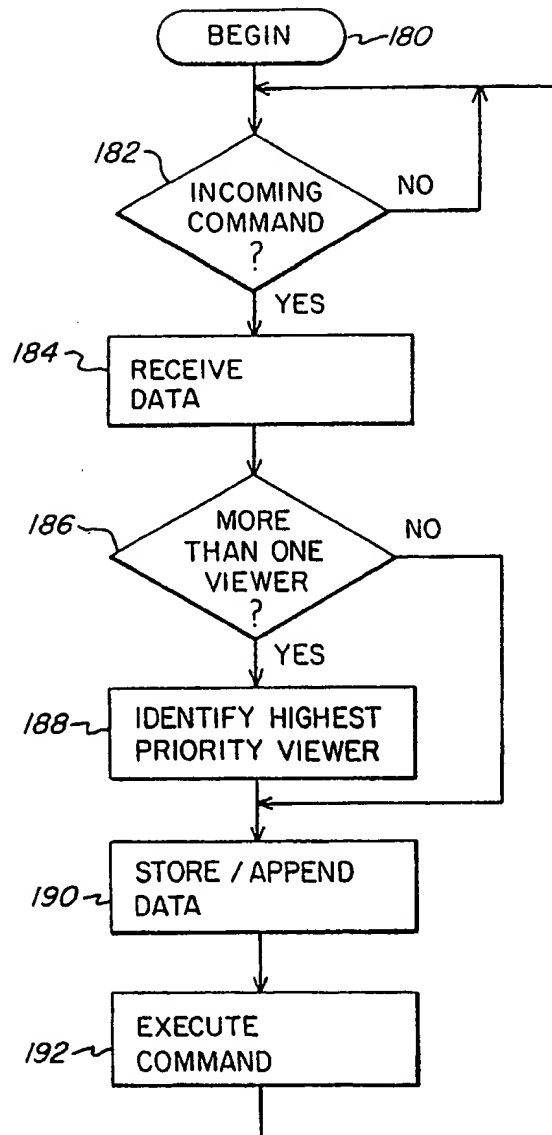 BEGIN
180
182
INCOMING
COMMAND
?
NO
YES
184
RECEIVE
DATA
186
MORE
THAN ONE
VIEWER
?
NO
YES
188
IDENTIFY HIGHEST
PRIORITY VIEWER
190
STORE / APPEND
DATA
192
EXECUTE
COMMAND